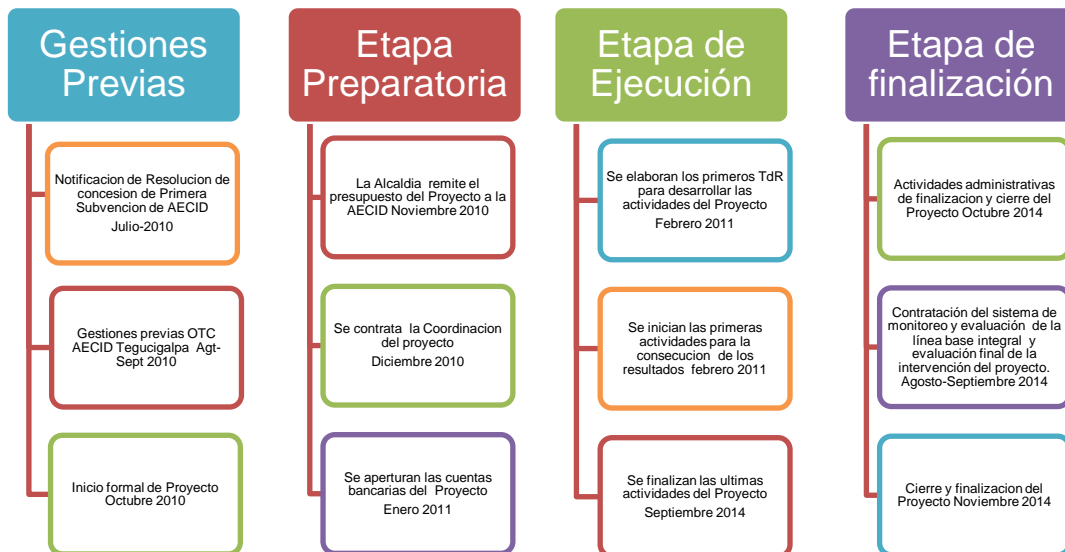 Gestiones
Previas
Notificacion de Resolucion de
concesion de Primera
Subvencion de AECID
Julio-2010
Gestiones previas OTC
AECID Tegucigalpa Agt-
Sept 2010
Inicio formal de Proyecto
Octubre 2010
Etapa
Preparatoria
La Alcaldia remite el
presupuesto del Proyecto a la
AECID Noviembre 2010
Se contrata la Coordinacion
del proyecto
Diciembre 2010
Se aperturan las cuentas
bancarias del Proyecto
Enero 2011
Etapa de
Ejecución
Se elaboran los primeros TdR
para desarrollar las
actividades del Proyecto
Febrero 2011
Se inician las primeras
actividades para la
consecucion de los
resultados febrero 2011
Se finalizan las ultimas
actividades del Proyecto
Septiembre 2014
Etapa de
finalización
Actividades administrativas
de finalizacion y cierre del
Proyecto Octubre 2014
Contratación del sistema de
monitoreo y evaluación de la
línea base integral y
evaluación final de la
intervención del proyecto.
Agosto-Septiembre 2014
Cierre y finalizacion del
Proyecto Noviembre 2014